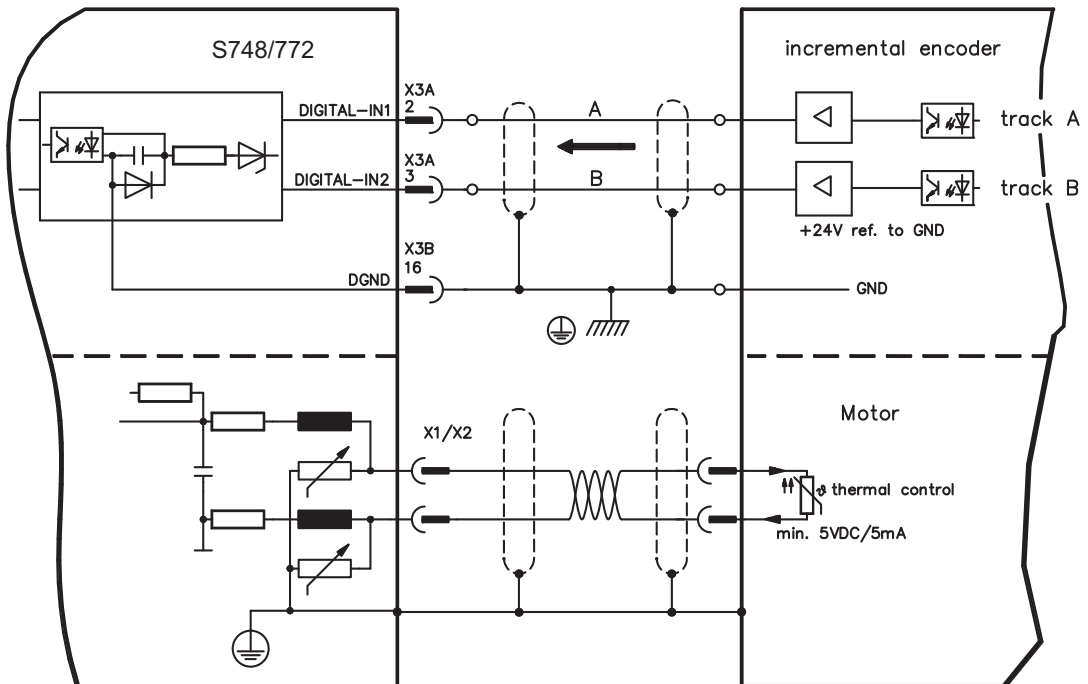 S748/772
incremental encoder
X3A
2
DIGITAL-IN1
A
track A
X3A
3
DIGITAL-IN2
B
track B
+24V ref. to GND
X3B
16
DGND
GND
Motor
X1/X2
ϑ thermal control
min. 5VDC/5mA